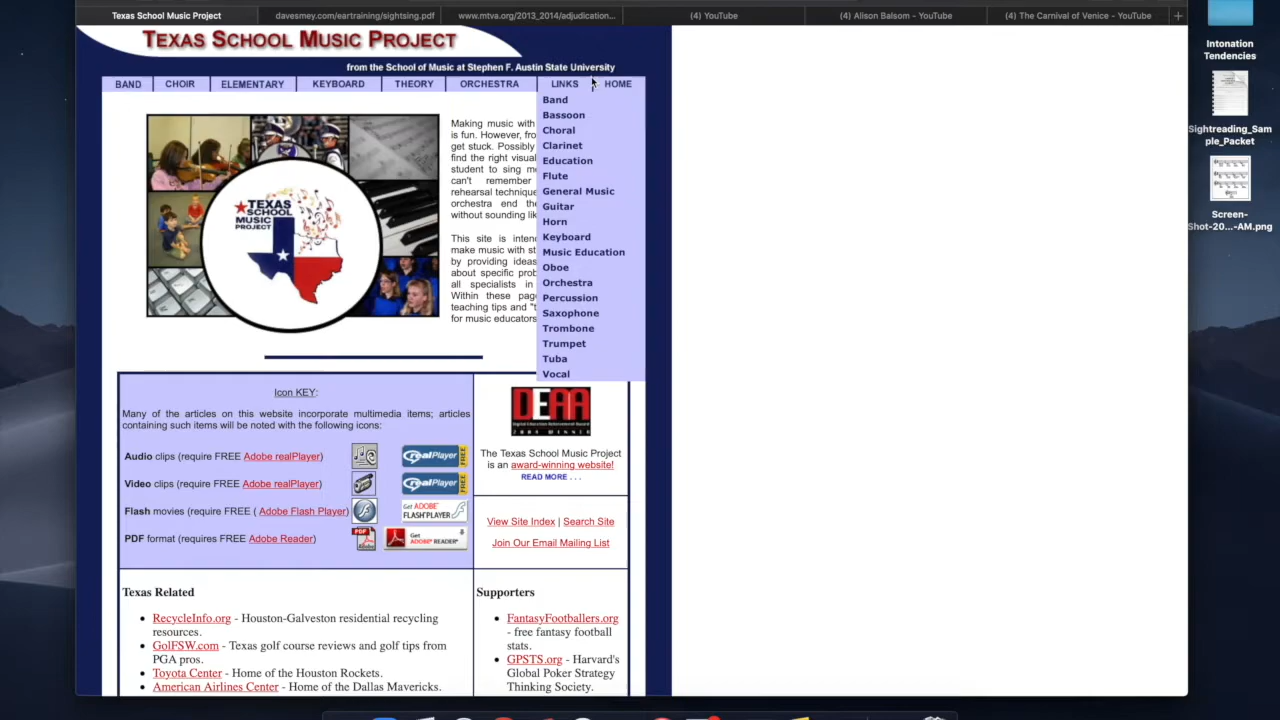 Texas School Music Project
davesmey.com/eartraining/sightsing.pdf
www.mtva.org/2013_2014/adjudication...
(4) YouTube
(4) Alison Balsom - YouTube
(4) The Carnival of Venice - YouTube
TEXAS SCHOOL MUSIC PROJECT
from the School of Music at Stephen F. Austin State University
BAND
CHOIR
ELEMENTARY
KEYBOARD
THEORY
ORCHESTRA
LINKS
HOME
Band
Bassoon
Choral
Clarinet
Education
Flute
General Music
Guitar
Horn
Keyboard
Music Education
Oboe
Orchestra
Percussion
Saxophone
Trombone
Trumpet
Tuba
Vocal
TEXAS
SCHOOL
MUSIC
PROJECT
Making music with
is fun. However, fro
get stuck. Possibly
find the right visual
student to sing m
can't remember
rehearsal technique
orchestra end the
without sounding lik
This site is inten
make music with st
by providing ideas
about specific prob
all specialists in
Within these pag
teaching tips and "t
for music educators
Icon KEY:
Many of the articles on this website incorporate multimedia items; articles
containing such items will be noted with the following icons:
Audio clips (require FREE Adobe realPlayer)
realPlayer FREE
Video clips (require FREE Adobe realPlayer)
realPlayer FREE
Flash movies (require FREE ( Adobe Flash Player)
Get ADOBE
FLASH PLAYER
PDF format (requires FREE Adobe Reader)
PDF
Get
ADOBE READER
DEAA
Digital Education Achievement Award
2004 WINNER
The Texas School Music Project
is an award-winning website!
READ MORE . . .
View Site Index | Search Site
Join Our Email Mailing List
Texas Related
RecycleInfo.org - Houston-Galveston residential recycling
resources.
GolFSW.com - Texas golf course reviews and golf tips from
PGA pros.
Toyota Center - Home of the Houston Rockets.
American Airlines Center - Home of the Dallas Mavericks.
Supporters
FantasyFootballers.org
- free fantasy football
stats.
GPSTS.org - Harvard's
Global Poker Strategy
Thinking Society.
Intonation
Tendencies
Sightreading_Sam
ple_Packet
Screen-
Shot-20...-AM.png